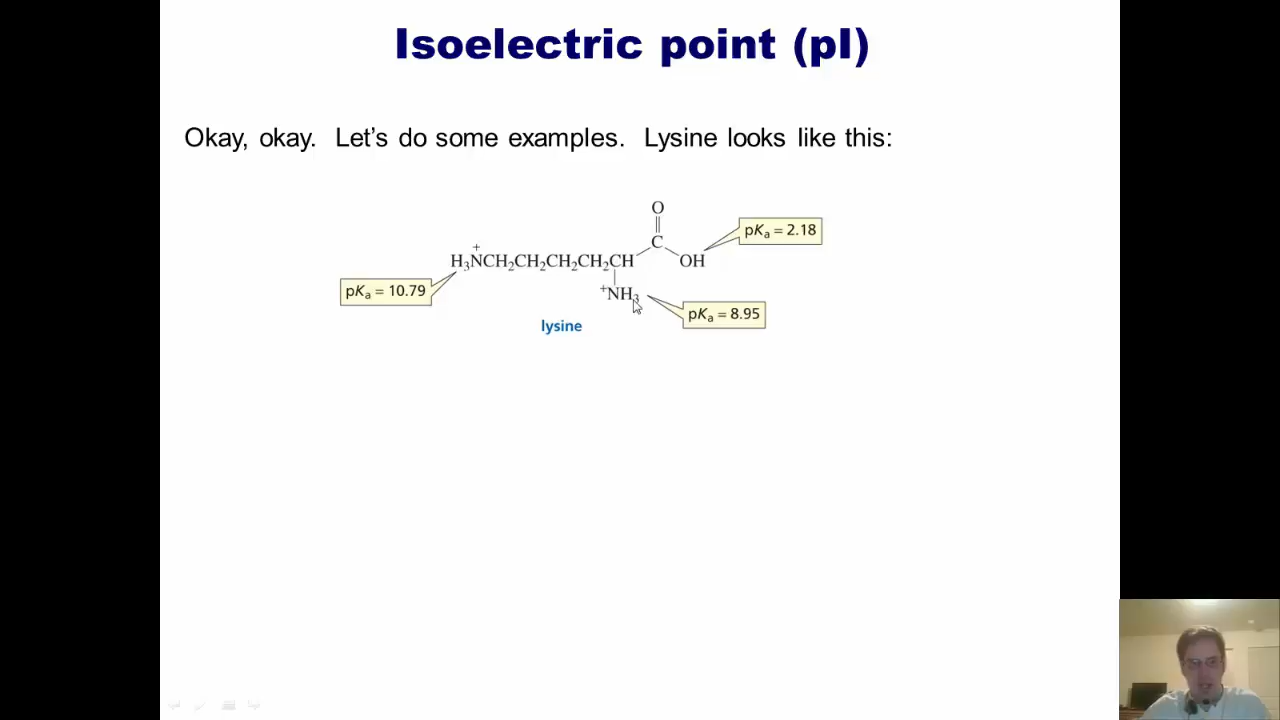 Isoelectric point (pI)
Okay, okay. Let's do some examples. Lysine looks like this:
O
C
pKa = 2.18
+
H3NCH2CH2CH2CH2CH
OH
pKa = 10.79
+NH3
pKa = 8.95
lysine